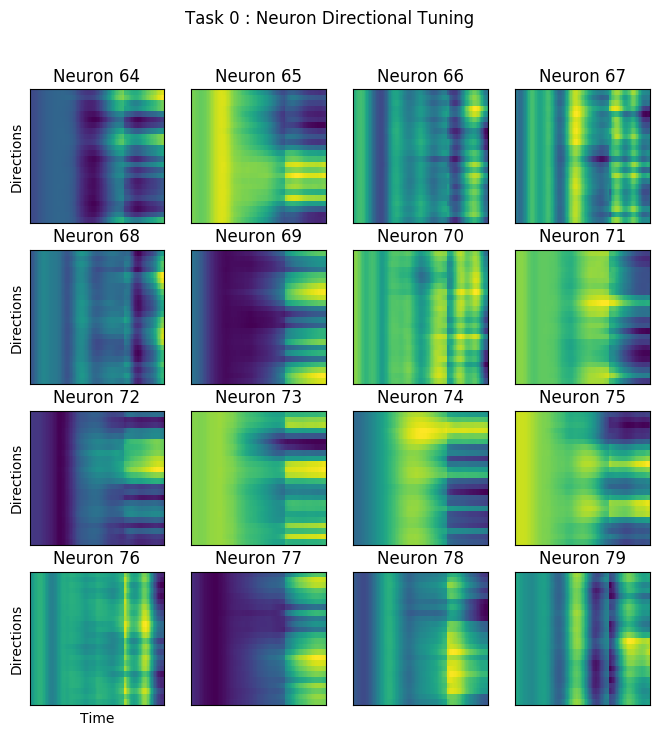 Task 0 : Neuron Directional Tuning
Neuron 64
Neuron 65
Neuron 66
Neuron 67
Directions
Neuron 68
Neuron 69
Neuron 70
Neuron 71
Directions
Neuron 72
Neuron 73
Neuron 74
Neuron 75
Directions
Neuron 76
Neuron 77
Neuron 78
Neuron 79
Directions
Time